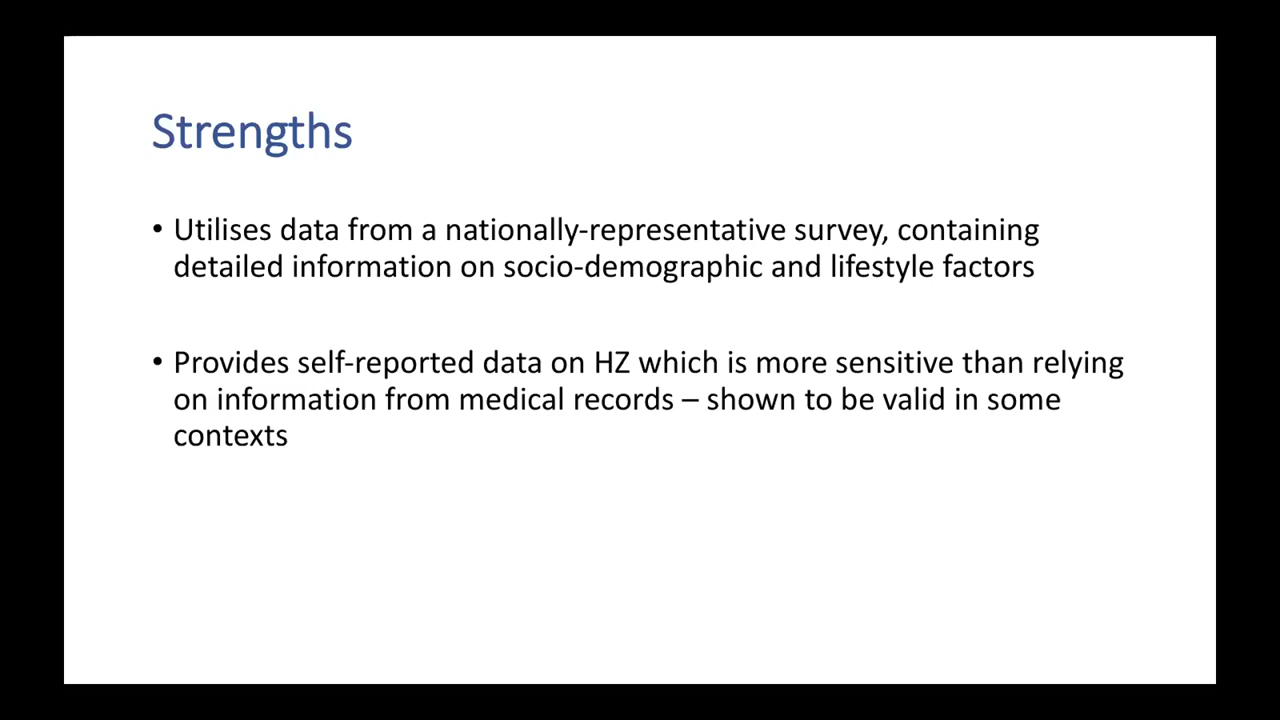 Strengths
• Utilises data from a nationally-representative survey, containing
detailed information on socio-demographic and lifestyle factors
• Provides self-reported data on HZ which is more sensitive than relying
on information from medical records – shown to be valid in some
contexts